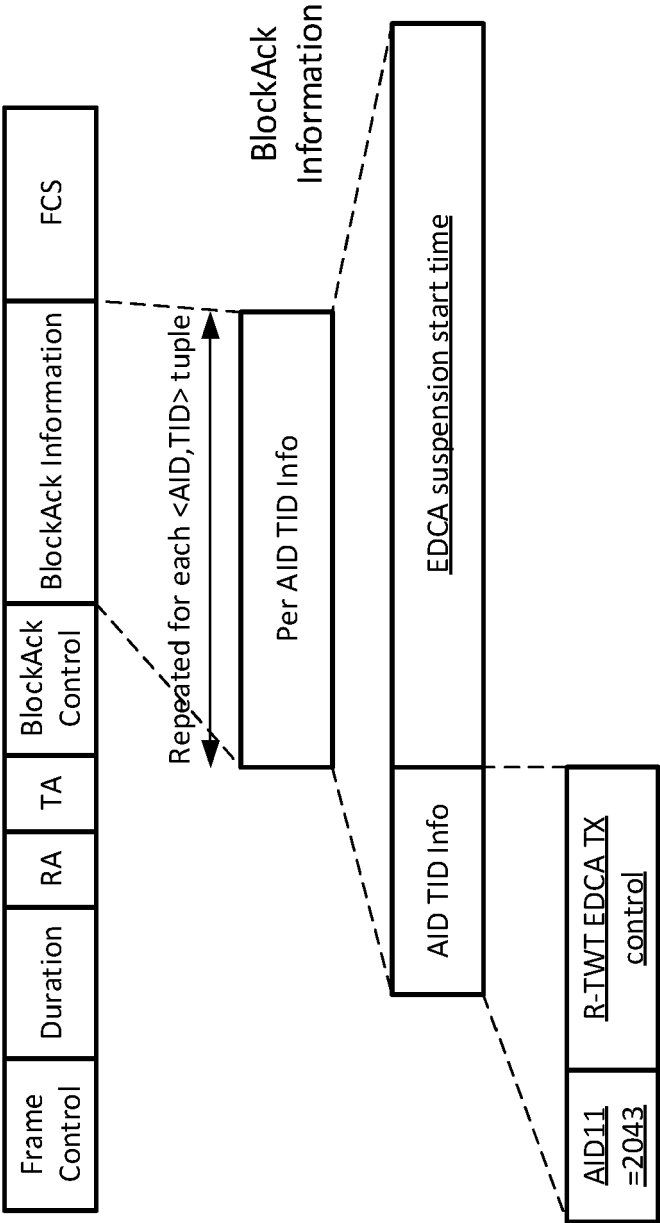 Frame
Control
Duration
RA
TA
BlockAck
Control
BlockAck Information
FCS
Repeated for each <AID,TID> tuple
Per AID TID Info
BlockAck
Information
AID TID Info
EDCA suspension start time
AID11
=2043
R-TWT EDCA TX
control